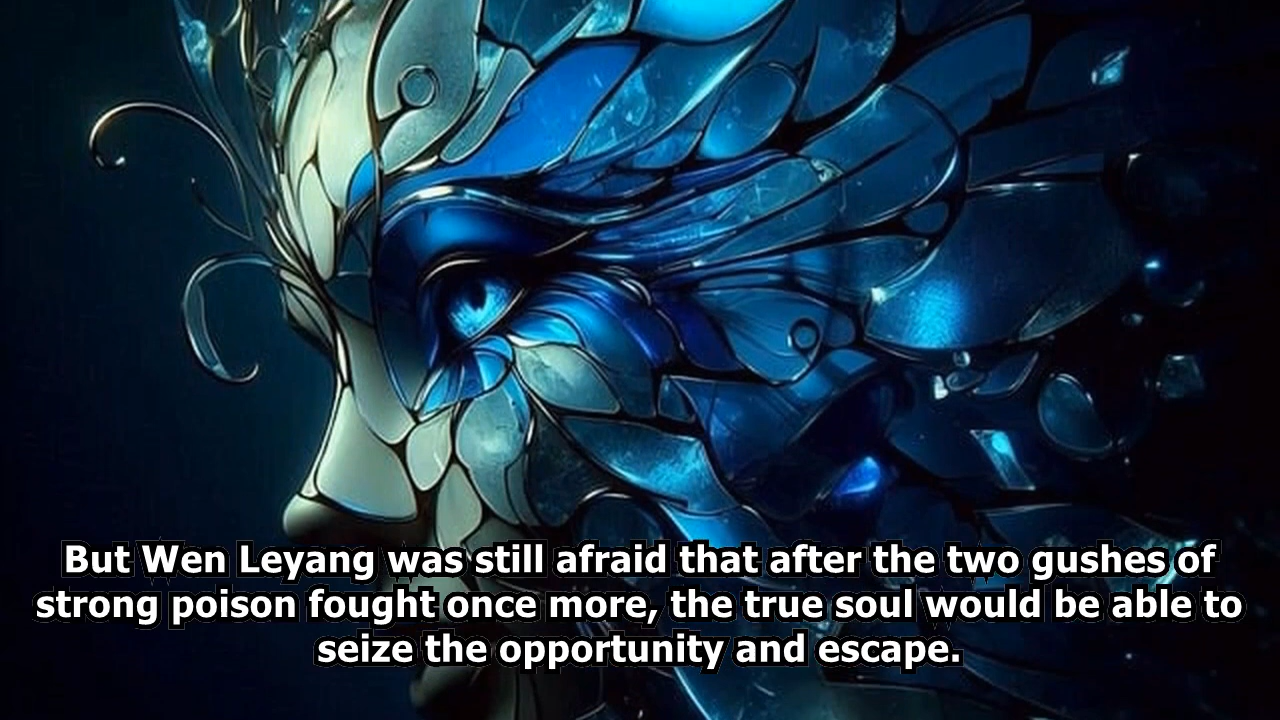 But Wen Leyang was still afraid that after the two gushes of
strong poison fought once more, the true soul would be able to
seize the opportunity and escape.